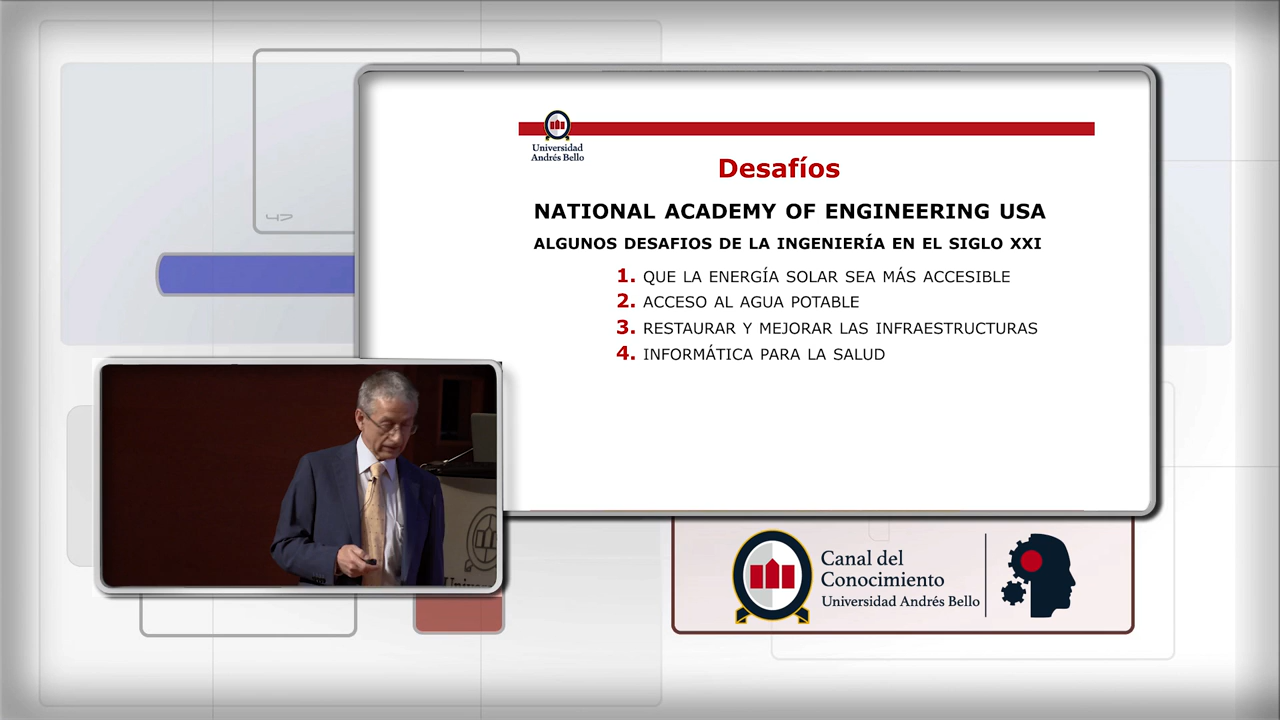 Universidad
Andrés Bello
Desafíos
NATIONAL ACADEMY OF ENGINEERING USA
ALGUNOS DESAFIOS DE LA INGENIERÍA EN EL SIGLO XXI
1. QUE LA ENERGÍA SOLAR SEA MÁS ACCESIBLE
2. ACCESO AL AGUA POTABLE
3. RESTAURAR Y MEJORAR LAS INFRAESTRUCTURAS
4. INFORMÁTICA PARA LA SALUD
47
Canal del
Conocimiento
Universidad Andrés Bello